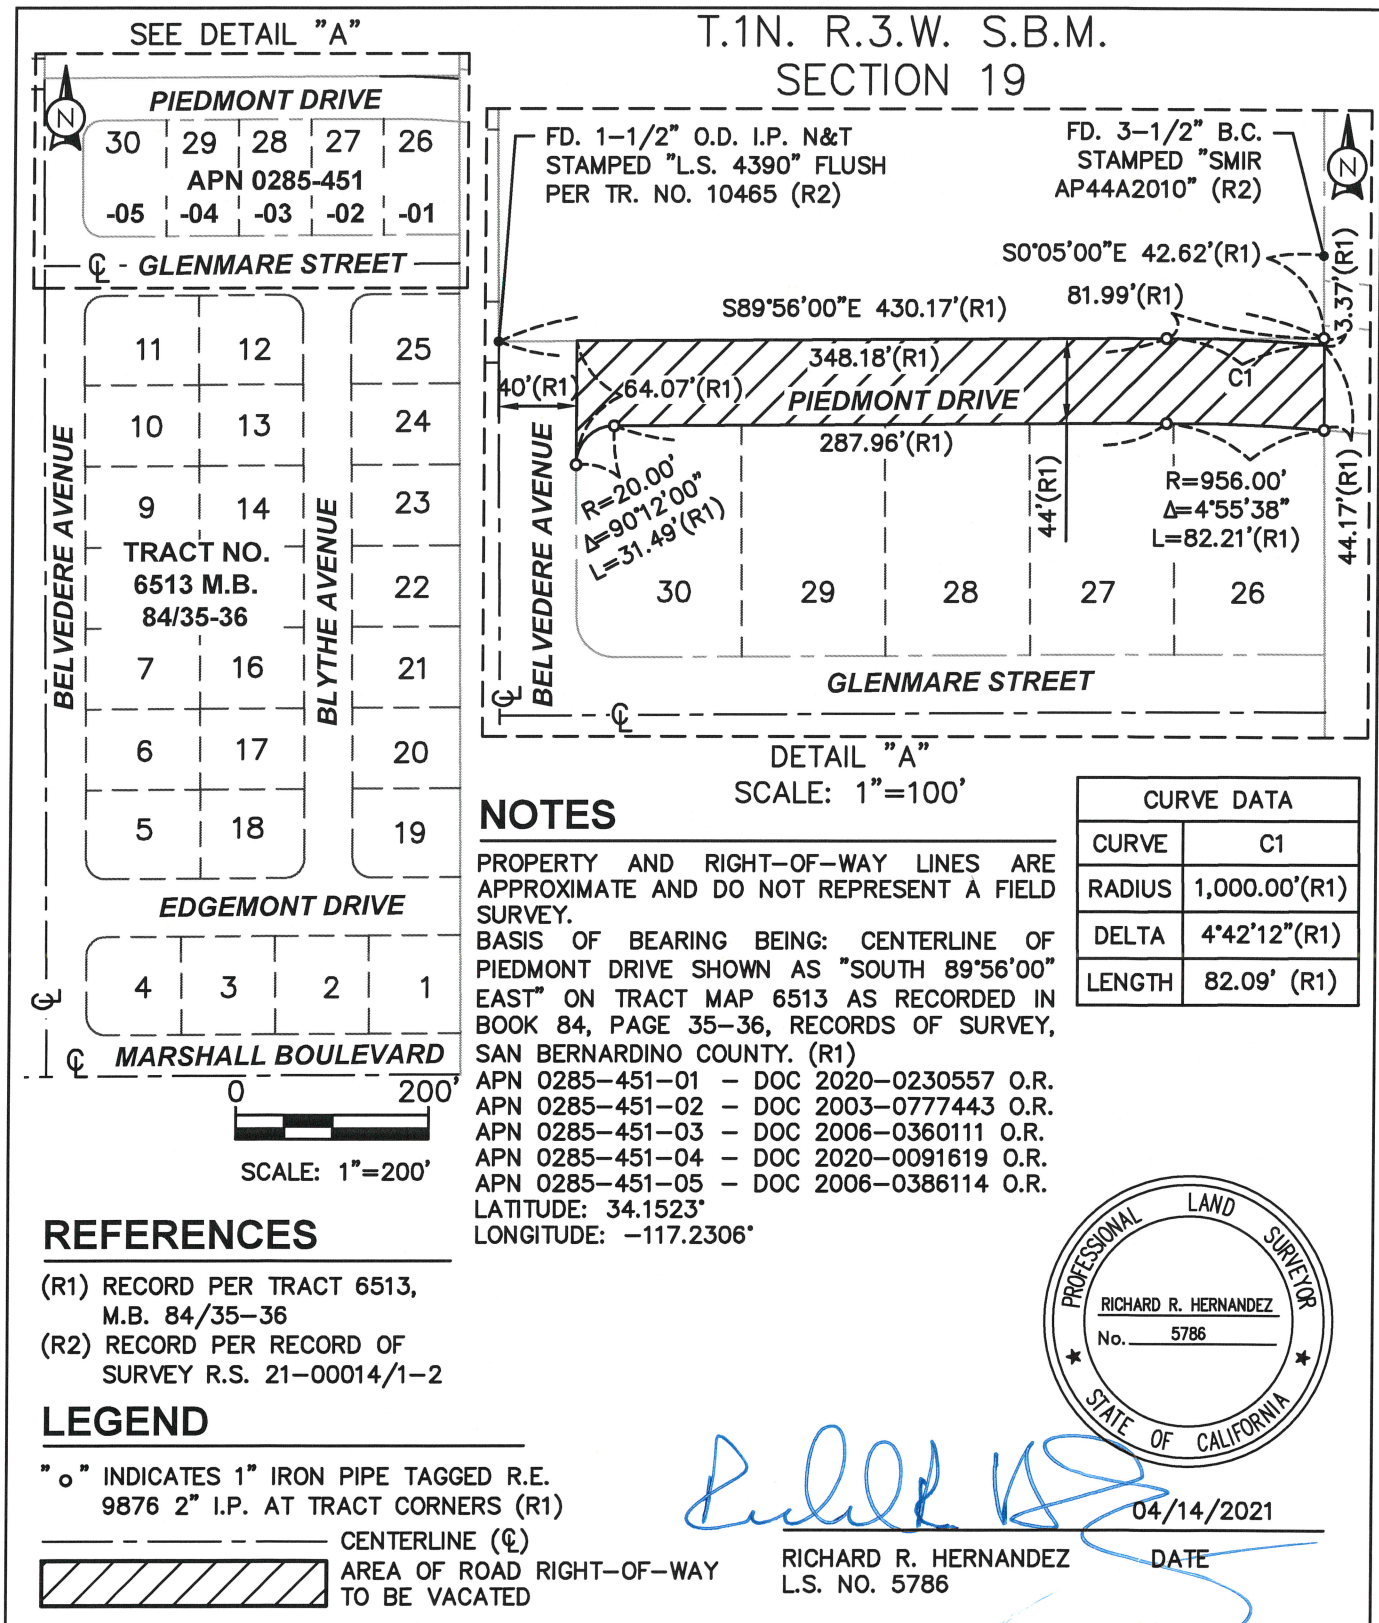 SEE DETAIL "A"
T.1N. R.3.W. S.B.M.
SECTION 19
N
PIEDMONT DRIVE
30 29 28 27 26
APN 0285-451
-05 -04 -03 -02 -01
℄ - GLENMARE STREET
11 12 25
10 13 24
9 14 23
TRACT NO.
6513 M.B.
84/35-36
22
7 16 21
6 17 20
5 18 19
BELVEDERE AVENUE
BLYTHE AVENUE
EDGEMONT DRIVE
4 3 2 1
℄
℄ MARSHALL BOULEVARD
0 200'
SCALE: 1"=200'
FD. 1-1/2" O.D. I.P. N&T
STAMPED "L.S. 4390" FLUSH
PER TR. NO. 10465 (R2)
FD. 3-1/2" B.C.
STAMPED "SMIR
AP44A2010" (R2)
N
S0°05'00"E 42.62'(R1)
3.37'(R1)
S89°56'00"E 430.17'(R1)
81.99'(R1)
348.18'(R1)
C1
40'(R1)
64.07'(R1)
PIEDMONT DRIVE
287.96'(R1)
44'(R1)
44.17'(R1)
R=20.00'
Δ=90°12'00"
L=31.49'(R1)
R=956.00'
Δ=4°55'38"
L=82.21'(R1)
BELVEDERE AVENUE
30 29 28 27 26
GLENMARE STREET
℄
℄
DETAIL "A"
SCALE: 1"=100'
NOTES
PROPERTY AND RIGHT-OF-WAY LINES ARE
APPROXIMATE AND DO NOT REPRESENT A FIELD
SURVEY.
BASIS OF BEARING BEING: CENTERLINE OF
PIEDMONT DRIVE SHOWN AS "SOUTH 89°56'00"
EAST" ON TRACT MAP 6513 AS RECORDED IN
BOOK 84, PAGE 35-36, RECORDS OF SURVEY,
SAN BERNARDINO COUNTY. (R1)
APN 0285-451-01 - DOC 2020-0230557 O.R.
APN 0285-451-02 - DOC 2003-0777443 O.R.
APN 0285-451-03 - DOC 2006-0360111 O.R.
APN 0285-451-04 - DOC 2020-0091619 O.R.
APN 0285-451-05 - DOC 2006-0386114 O.R.
LATITUDE: 34.1523°
LONGITUDE: -117.2306°
CURVE DATA
CURVE C1
RADIUS 1,000.00'(R1)
DELTA 4°42'12"(R1)
LENGTH 82.09' (R1)
REFERENCES
(R1) RECORD PER TRACT 6513,
M.B. 84/35-36
(R2) RECORD PER RECORD OF
SURVEY R.S. 21-00014/1-2
LEGEND
" o " INDICATES 1" IRON PIPE TAGGED R.E.
9876 2" I.P. AT TRACT CORNERS (R1)
CENTERLINE (℄)
AREA OF ROAD RIGHT-OF-WAY
TO BE VACATED
PROFESSIONAL LAND SURVEYOR
RICHARD R. HERNANDEZ
No. 5786
STATE OF CALIFORNIA
04/14/2021
RICHARD R. HERNANDEZ DATE
L.S. NO. 5786